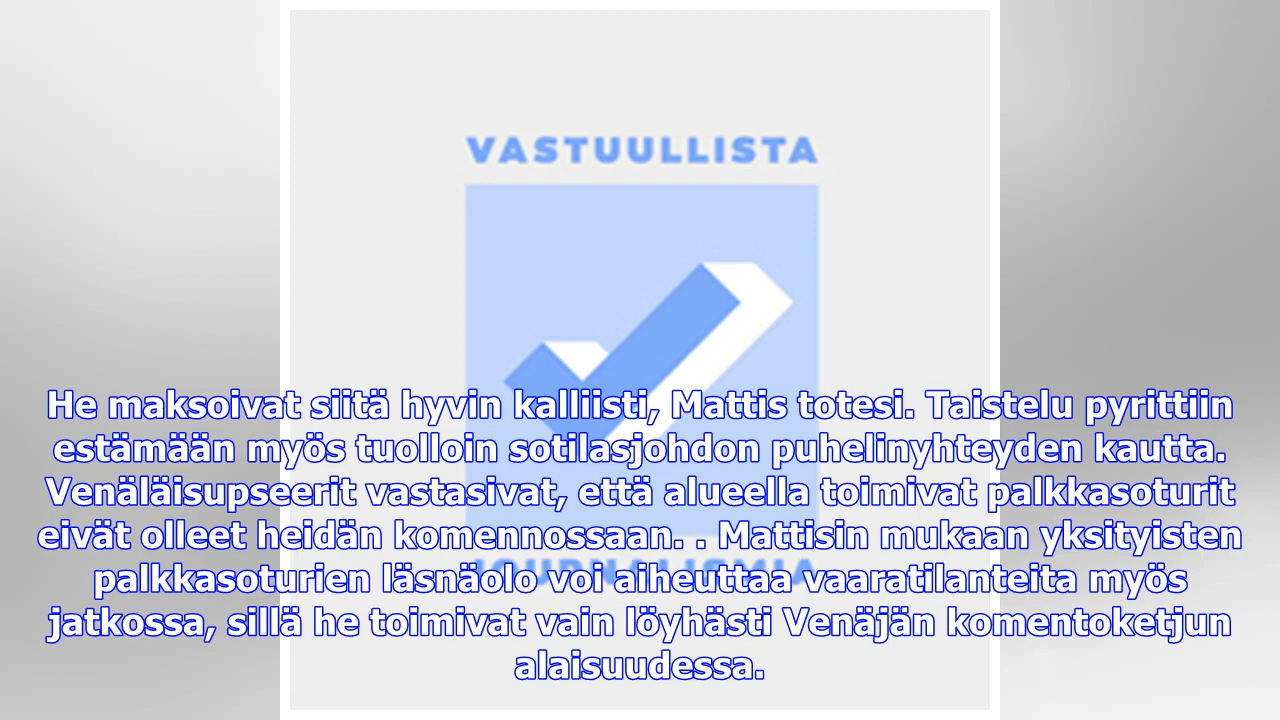 VASTUULLISTA
He maksoivat siitä hyvin kalliisti, Mattis totesi. Taistelu pyrittiin
estämään myös tuolloin sotilasjohdon puhelinyhteyden kautta.
Venäläisupseerit vastasivat, että alueella toimivat palkkasoturit
eivät olleet heidän komennossaan. . Mattisin mukaan yksityisten
JOURNALISMIA
palkkasoturien läsnäolo voi aiheuttaa vaaratilanteita myös
jatkossa, sillä he toimivat vain löyhästi Venäjän komentoketjun
alaisuudessa.